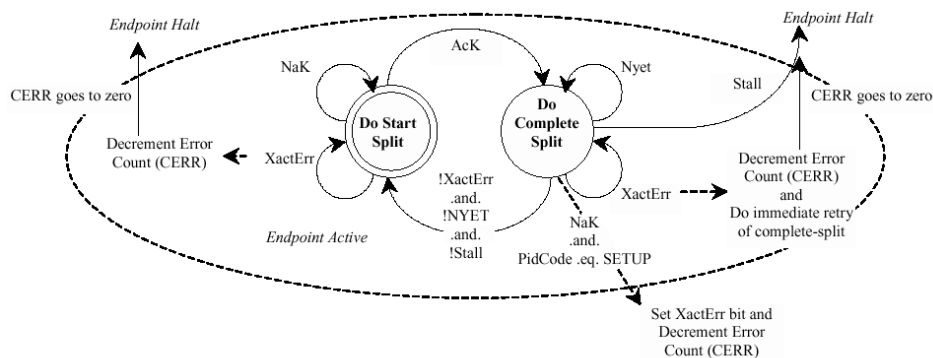 Endpoint Halt
Endpoint Halt
AcK
NaK
Nyet
Stall
CERR goes to zero
CERR goes to zero
Do Start
Split
Do
Complete
Split
Decrement Error
Count (CERR)
XactErr
XactErr
Decrement Error
Count (CERR)
and
Do immediate retry
of complete-split
!XactErr
.and.
!NYET
.and.
!Stall
Endpoint Active
NaK
.and.
PidCode .eq. SETUP
Set XactErr bit and
Decrement Error
Count (CERR)